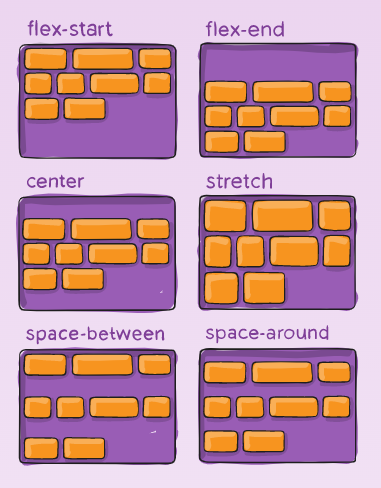 flex-start
flex-end
center
stretch
space-between
space-around